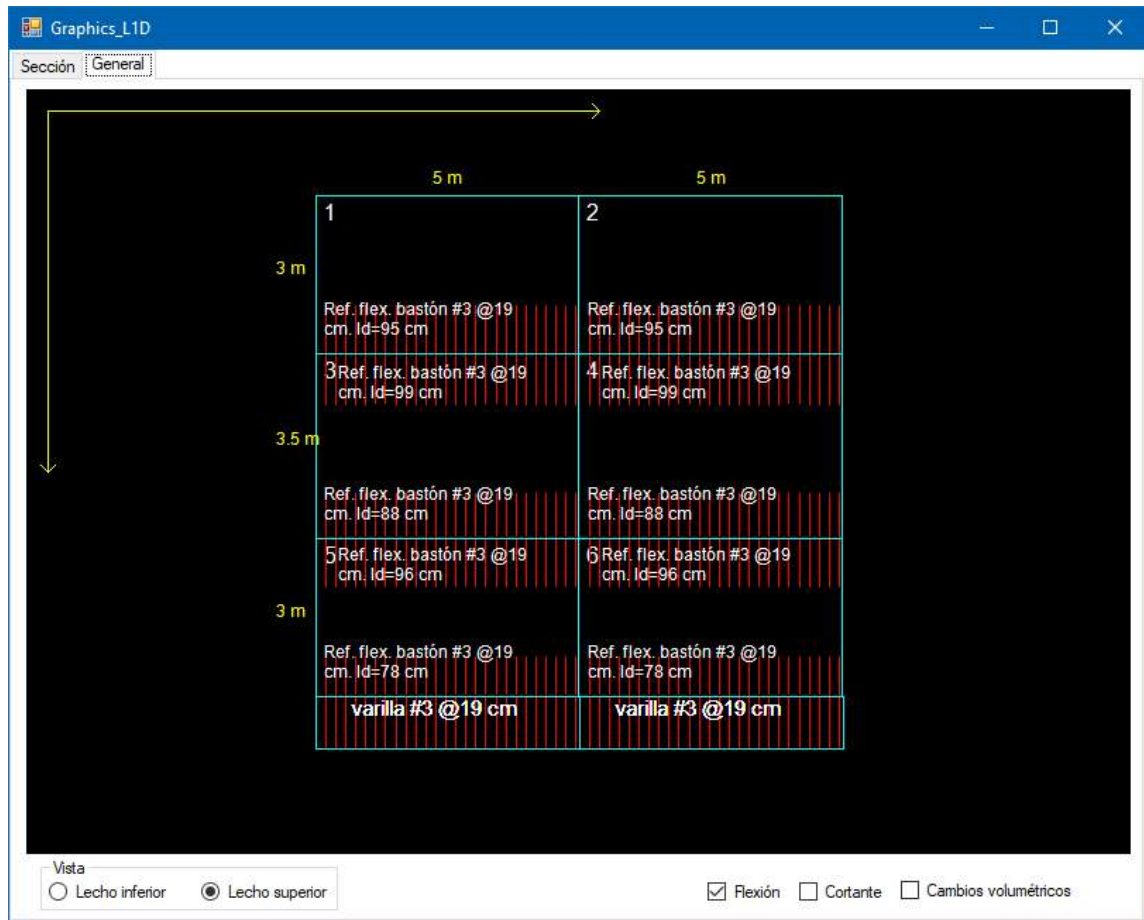 Graphics_L1D
Sección General
5 m 5 m
1 2
3 m
Ref. flex. bastón #3 @19
cm. ld=95 cm
Ref. flex. bastón #3 @19
cm. ld=95 cm
3 Ref. flex. bastón #3 @19
cm. ld=99 cm
4 Ref. flex. bastón #3 @19
cm. ld=99 cm
3.5 m
Ref. flex. bastón #3 @19
cm. ld=88 cm
Ref. flex. bastón #3 @19
cm. ld=88 cm
5 Ref. flex. bastón #3 @19
cm. ld=96 cm
6 Ref. flex. bastón #3 @19
cm. ld=96 cm
3 m
Ref. flex. bastón #3 @19
cm. ld=78 cm
Ref. flex. bastón #3 @19
cm. ld=78 cm
varilla #3 @19 cm varilla #3 @19 cm
Vista
Lecho inferior Lecho superior Flexión Cortante Cambios volumétricos